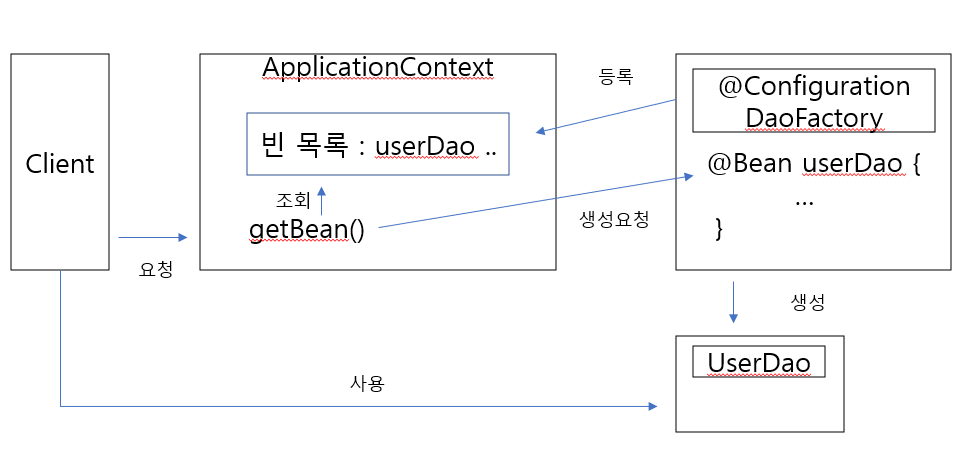 ApplicationContext
등록
@Configuration
DaoFactory
Client
빈 목록 : userDao ..
@Bean userDao {
...
}
조회
getBean()
생성요청
요청
생성
UserDao
사용